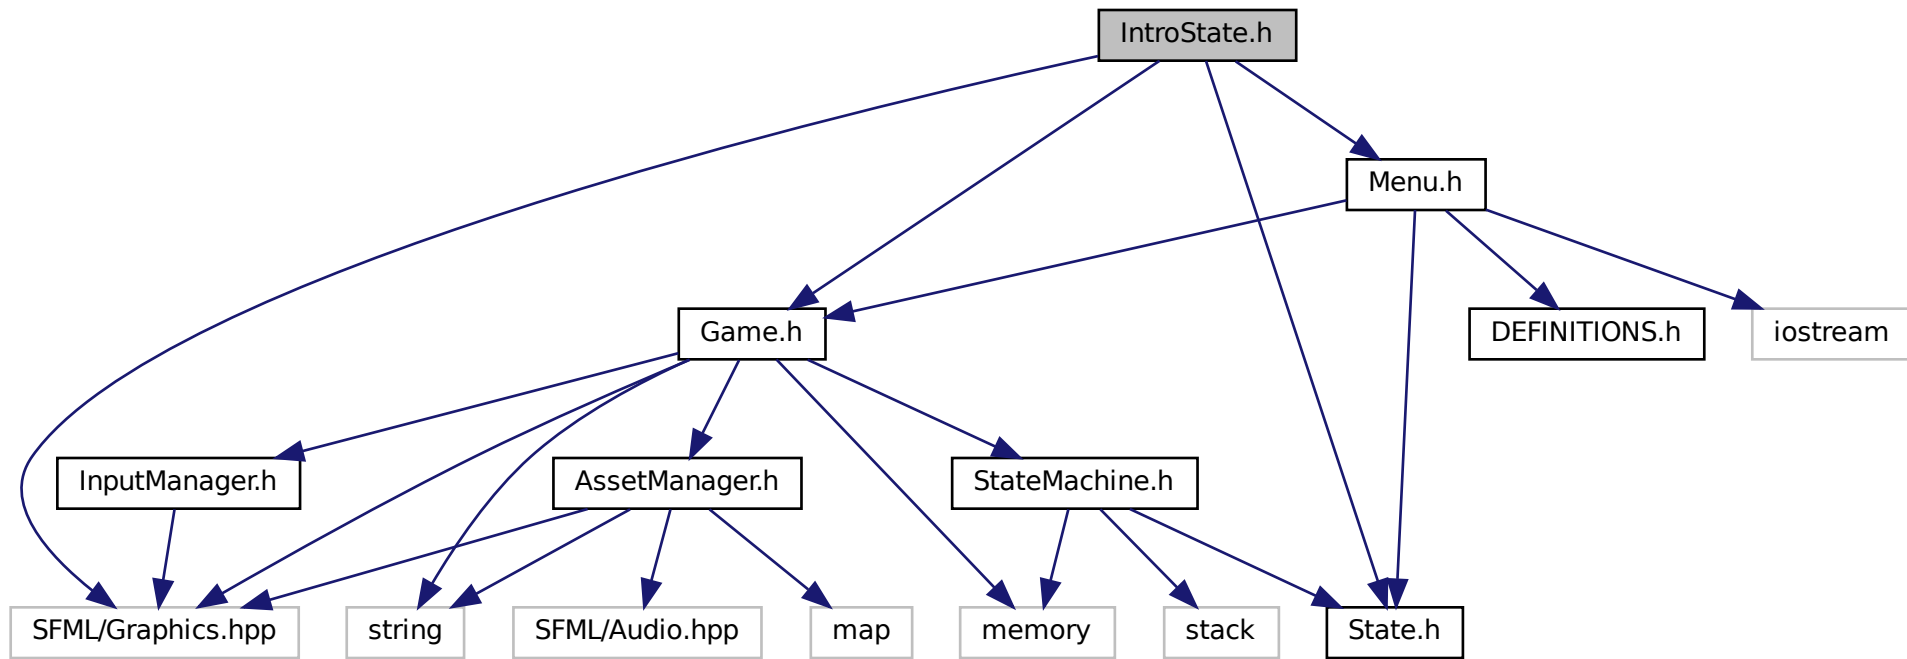 IntroState.h
Menu.h
Game.h
DEFINITIONS.h
iostream
InputManager.h
AssetManager.h
StateMachine.h
SFML/Graphics.hpp
string
SFML/Audio.hpp
map
memory
stack
State.h